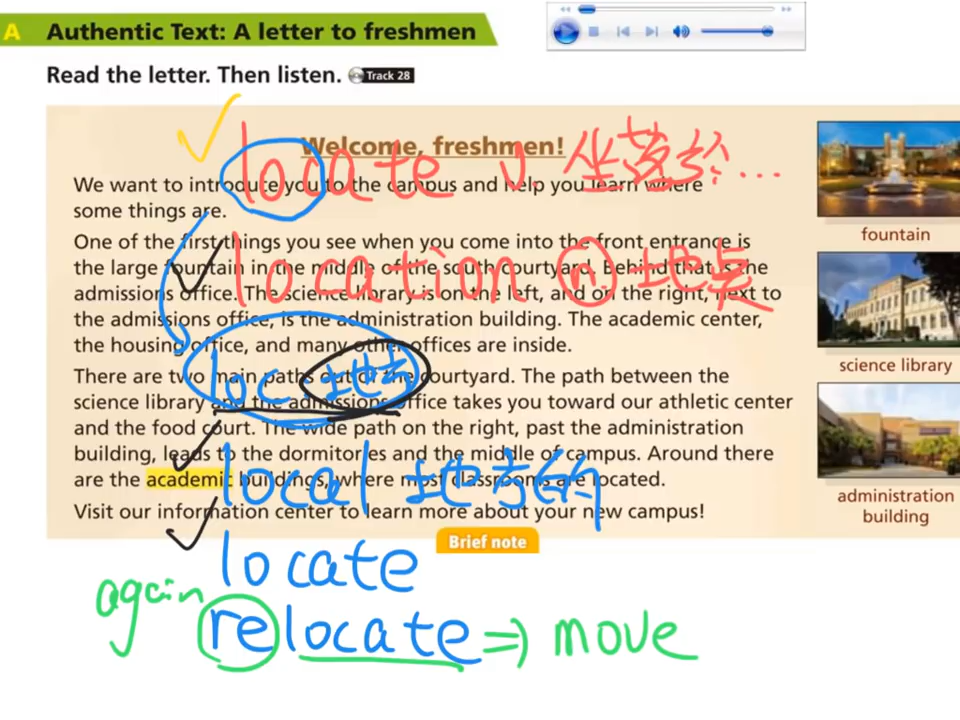 A Authentic Text: A letter to freshmen
Read the letter. Then listen. Track 28
Welcome, freshmen!
locate v 坐落於...
We want to introduce you to the campus and help you learn where
some things are.
One of the first things you see when you come into the front entrance is
the large fountain in the middle of the south courtyard. Behind that is the
location n 地點
admissions office. The science library is on the left, and on the right, next to
the admissions office, is the administration building. The academic center,
the housing office, and many other offices are inside.
loc 地方
There are two main paths out of the courtyard. The path between the
science library and the admissions office takes you toward our athletic center
and the food court. The wide path on the right, past the administration
building, leads to the dormitories and the middle of campus. Around there
are the academic buildings, where most classrooms are located.
local 地方的
Visit our information center to learn more about your new campus!
Brief note
locate
again
relocate ⇒ move
fountain
science library
administration
building